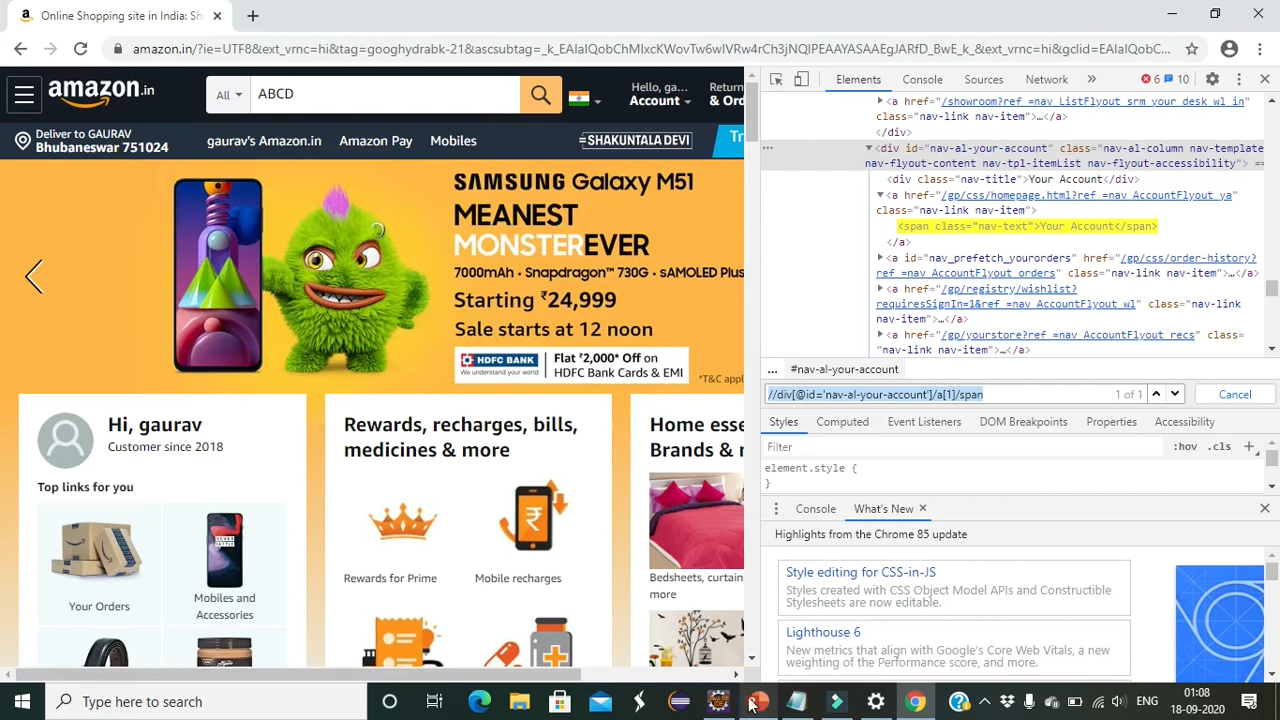 Online Shopping site in India: Sh
amazon.in/?ie=UTF8&ext_vrnc=hi&tag=googhydrabk-21&ascsubtag=
&ext_vrnc=hi&gclid=
amazon.in
All
ABCD
Hello, ga...
Account
Return
& Ord
Deliver to GAURAV
Bhubaneswar 751024
gaurav's Amazon.in
Amazon Pay
Mobiles
SHAKUNTALA DEVI
Tr
SAMSUNG Galaxy M51
MEANEST
MONSTEREVER
7000mAh · Snapdragon™ 730G · sAMOLED Plus
Starting ₹24,999
Sale starts at 12 noon
HDFC BANK
We understand your world
Flat ₹2,000* Off on
HDFC Bank Cards & EMI
*T&C appl
Hi, gaurav
Customer since 2018
Top links for you
Your Orders
Mobiles and
Accessories
Rewards, recharges, bills,
medicines & more
Rewards for Prime
Mobile recharges
Home esse
Brands & m
Bedsheets, curtain
more
Elements
Console
Sources
Network
»
6
10
<a href="/showroom?ref_=nav_ListFlyout_srm_your_desk_wl_in"
class="nav-link nav-item">…</a>
</div>
<div id="nav-al-your-account" class="nav-al-column nav-template
nav-flyout-content nav-tpl-itemList nav-flyout-accessibility"> ==
<div class="nav-title">Your Account</div>
<a href="/gp/css/homepage.html?ref_=nav_AccountFlyout_ya"
class="nav-link nav-item">
<span class="nav-text">Your Account</span>
</a>
<a id="nav_prefetch_yourorders" href="/gp/css/order-history?
ref_=nav_AccountFlyout_orders" class="nav-link nav-item">…</a>
<a href="/gp/registry/wishlist?
requiresSignIn=1&ref_=nav_AccountFlyout_wl" class="nav-link
nav-item">…</a>
<a href="/gp/yourstore?ref_=nav_AccountFlyout_recs" class=
"nav-link nav-item">…</a>
...
#nav-al-your-account
//div[@id='nav-al-your-account']/a[1]/span
1 of 1
Cancel
Styles
Computed
Event Listeners
DOM Breakpoints
Properties
Accessibility
Filter
:hov
.cls
+
element.style {
}
Console
What's New
Highlights from the Chrome 85 update
Style editing for CSS-in-JS
Styles created with CSS Object Model APIs and Constructible
Stylesheets are now editable.
Lighthouse 6
New metrics that align with Google's Core Web Vitals, a new
weighting of the Performance score, and more.
Type here to search
ENG
01:08
18-09-2020